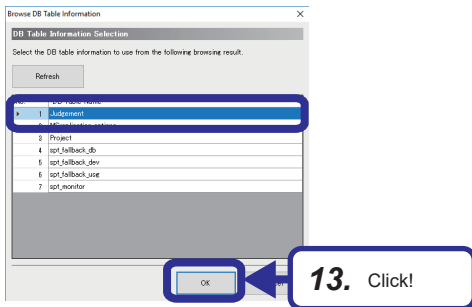 Browse DB Table Information
DB Table Information Selection
Select the DB table information to use from the following browsing result.
Refresh
No. DB Table Name
1 Judgement
2 MSreplication_options
3 Project
4 spt_fallback_db
5 spt_fallback_dev
6 spt_fallback_usg
7 spt_monitor
OK
13. Click!